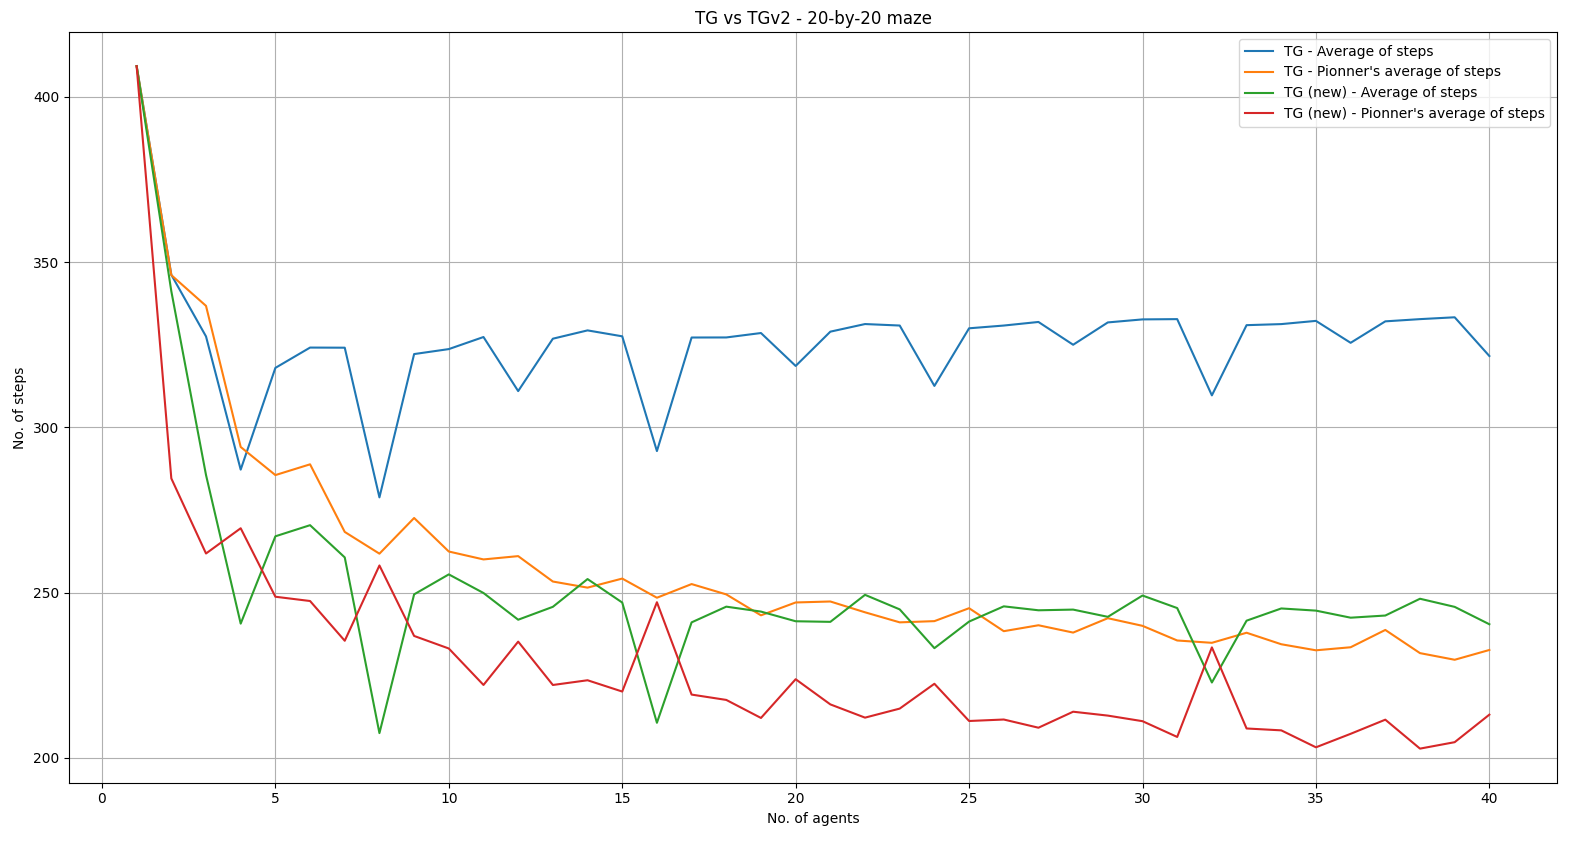 TG vs TGv2 - 20-by-20 maze
TG - Average of steps
TG - Pionner's average of steps
TG (new) - Average of steps
TG (new) - Pionner's average of steps
No. of steps
400
350
300
250
200
0 5 10 15 20 25 30 35 40
No. of agents